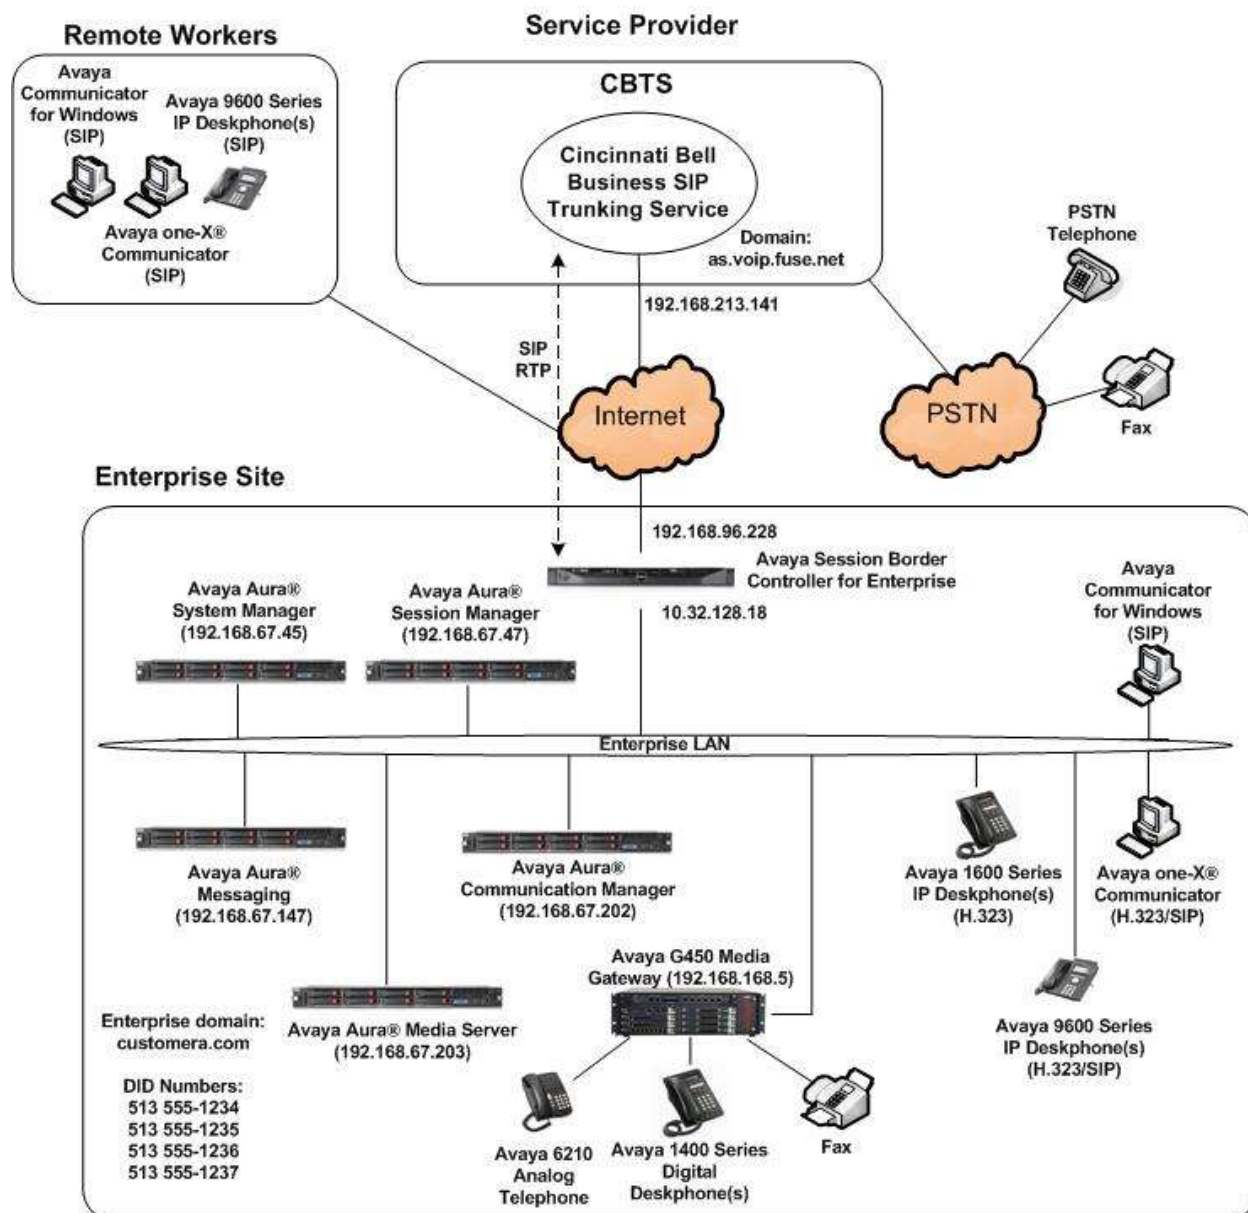 Remote Workers
Avaya
Communicator
for Windows
(SIP)
Avaya 9600 Series
IP Deskphone(s)
(SIP)
Avaya one-X®
Communicator
(SIP)
Service Provider
CBTS
Cincinnati Bell
Business SIP
Trunking Service
Domain:
as.voip.fuse.net
192.168.213.141
SIP
RTP
Internet
PSTN
Telephone
PSTN
Fax
Enterprise Site
192.168.96.228
Avaya Session Border
Controller for Enterprise
10.32.128.18
Avaya Aura®
System Manager
(192.168.67.45)
Avaya Aura®
Session Manager
(192.168.67.47)
Avaya
Communicator
for Windows
(SIP)
Enterprise LAN
Avaya Aura®
Messaging
(192.168.67.147)
Avaya Aura®
Communication Manager
(192.168.67.202)
Avaya 1600 Series
IP Deskphone(s)
(H.323)
Avaya one-X®
Communicator
(H.323/SIP)
Avaya G450 Media
Gateway (192.168.168.5)
Avaya Aura® Media Server
(192.168.67.203)
Avaya 9600 Series
IP Deskphone(s)
(H.323/SIP)
Enterprise domain:
customera.com
DID Numbers:
513 555-1234
513 555-1235
513 555-1236
513 555-1237
Avaya 6210
Analog
Telephone
Avaya 1400 Series
Digital
Deskphone(s)
Fax